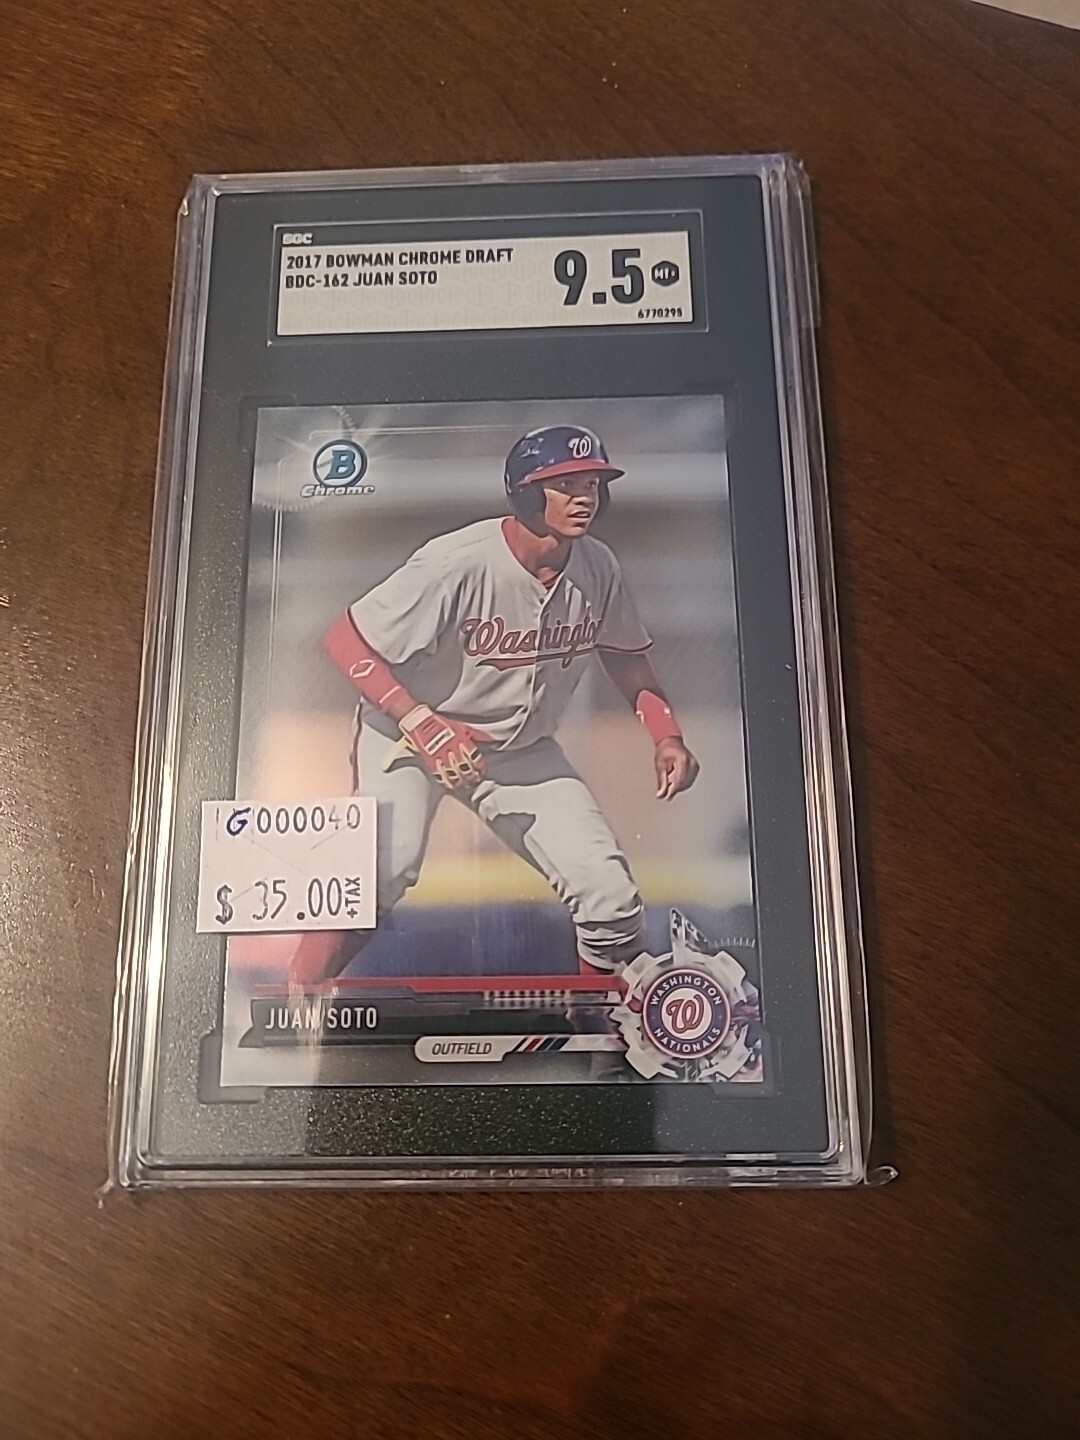 SGC
2017 BOWMAN CHROME DRAFT
BDC-162 JUAN SOTO
9.5
MT+
6770295
B
Chrome
W
Washington
G000040
$ 35.00 +TAX
JUAN SOTO
OUTFIELD
WASHINGTON
W
NATIONALS